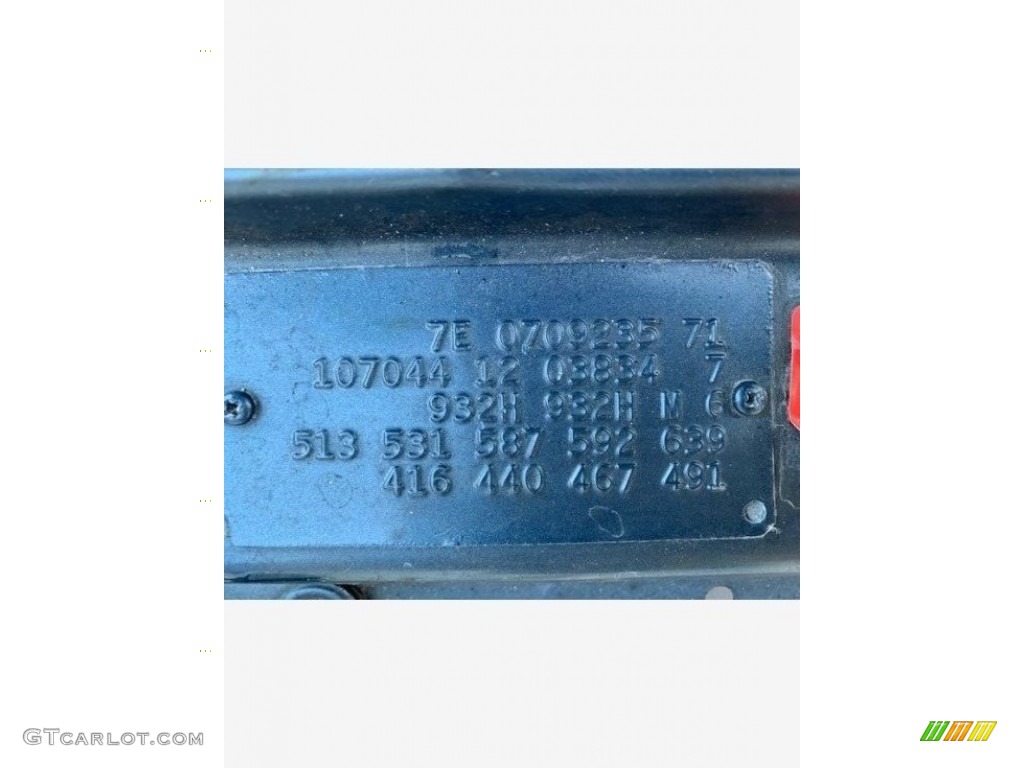 7E 0709235 71
107044 12 03834 7
932H 932H M 6
513 531 587 592 639
416 440 467 491
GTCARLOT.COM